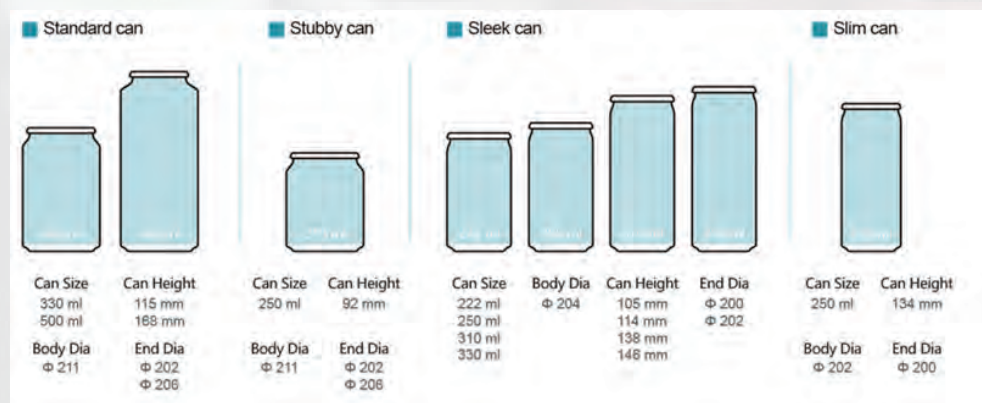 Standard can
Stubby can
Sleek can
Slim can
Can Size
330 ml
500 ml
Can Height
115 mm
168 mm
Body Dia
Φ 211
End Dia
Φ 202
Φ 206
Can Size
250 ml
Can Height
92 mm
Body Dia
Φ 211
End Dia
Φ 202
Φ 206
Can Size
222 ml
250 ml
310 ml
330 ml
Body Dia
Φ 204
Can Height
105 mm
114 mm
138 mm
146 mm
End Dia
Φ 200
Φ 202
Can Size
250 ml
Can Height
134 mm
Body Dia
Φ 202
End Dia
Φ 200